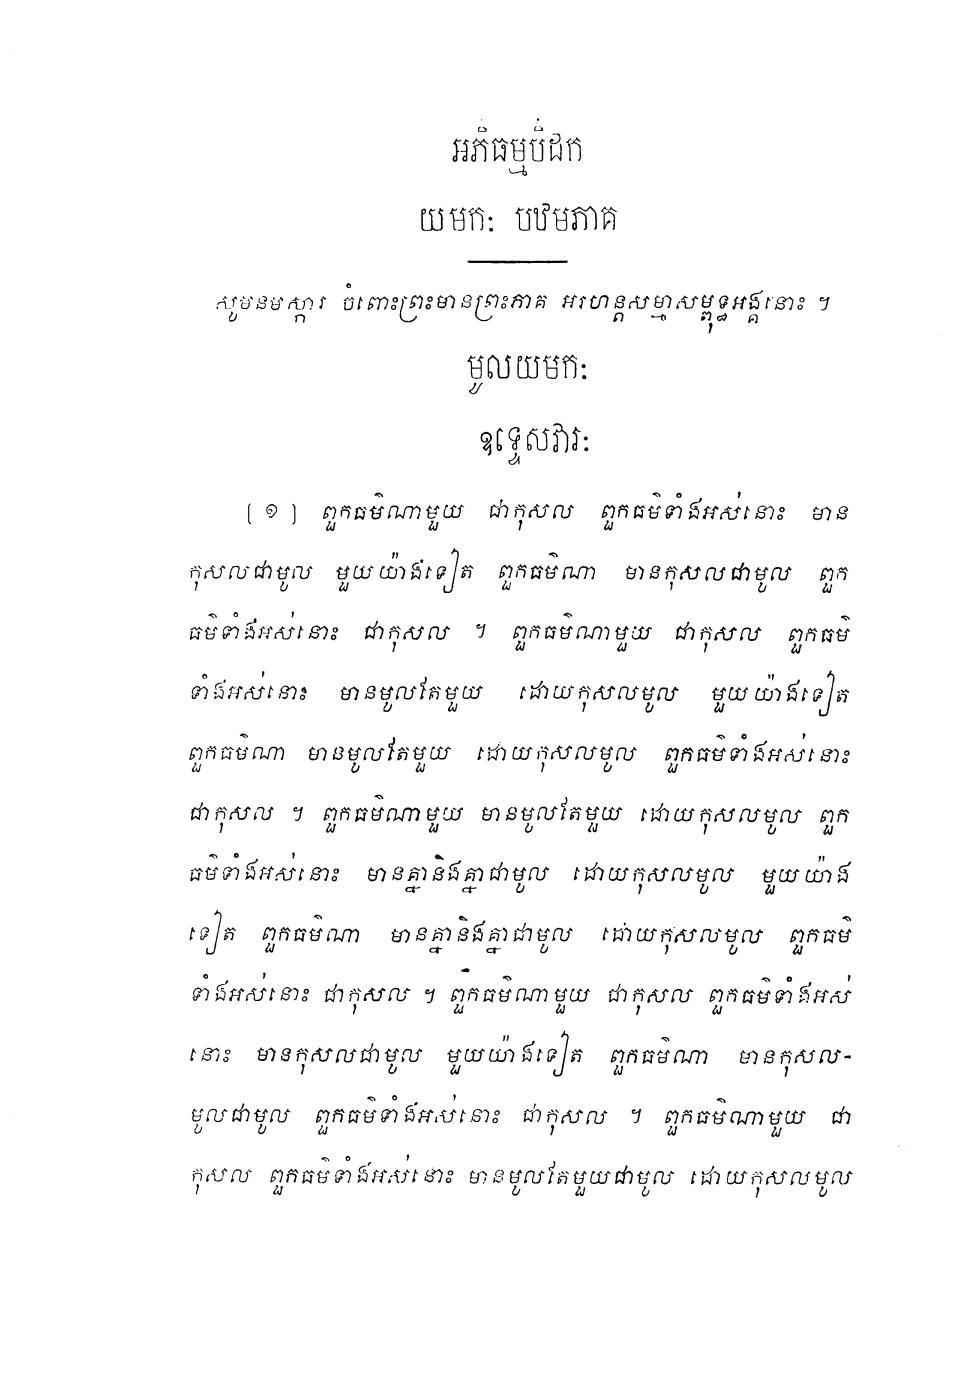 អភិធម្មបិដក
យមកៈ បឋមភាគ
សូមនមស្ការ ចំពោះព្រះមានព្រះភាគ អរហន្តសម្មាសម្ពុទ្ធអង្គនោះ ។
មូលយមកៈ
ឧទ្ទេសវារៈ
[ ១ ] ពួកធម៌ណាមួយ ជាកុសល ពួកធម៌ទាំងអស់នោះ មាន
កុសលជាមូល មួយយ៉ាងទៀត ពួកធម៌ណា មានកុសលជាមូល ពួក
ធម៌ទាំងអស់នោះ ជាកុសល ។ ពួកធម៌ណាមួយ ជាកុសល ពួកធម៌
ទាំងអស់នោះ មានមូលតែមួយ ដោយកុសលមូល មួយយ៉ាងទៀត
ពួកធម៌ណា មានមូលតែមួយ ដោយកុសលមូល ពួកធម៌ទាំងអស់នោះ
ជាកុសល ។ ពួកធម៌ណាមួយ មានមូលតែមួយ ដោយកុសលមូល ពួក
ធម៌ទាំងអស់នោះ មានគ្នានឹងគ្នាជាមូល ដោយកុសលមូល មួយយ៉ាង
ទៀត ពួកធម៌ណា មានគ្នានឹងគ្នាជាមូល ដោយកុសលមូល ពួកធម៌
ទាំងអស់នោះ ជាកុសល ។ ពួកធម៌ណាមួយ ជាកុសល ពួកធម៌ទាំងអស់
នោះ មានកុសលជាមូល មួយយ៉ាងទៀត ពួកធម៌ណា មានកុសល-
មូលជាមូល ពួកធម៌ទាំងអស់នោះ ជាកុសល ។ ពួកធម៌ណាមួយ ជា
កុសល ពួកធម៌ទាំងអស់នោះ មានមូលតែមួយជាមូល ដោយកុសលមូល